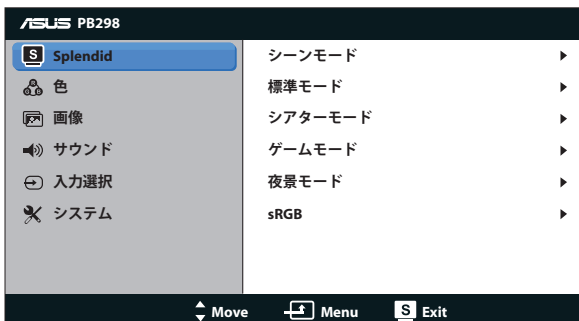 ASUS PB298
S Splendid
色
画像
サウンド
入力選択
システム
シーンモード
標準モード
シアターモード
ゲームモード
夜景モード
sRGB
Move Menu S Exit